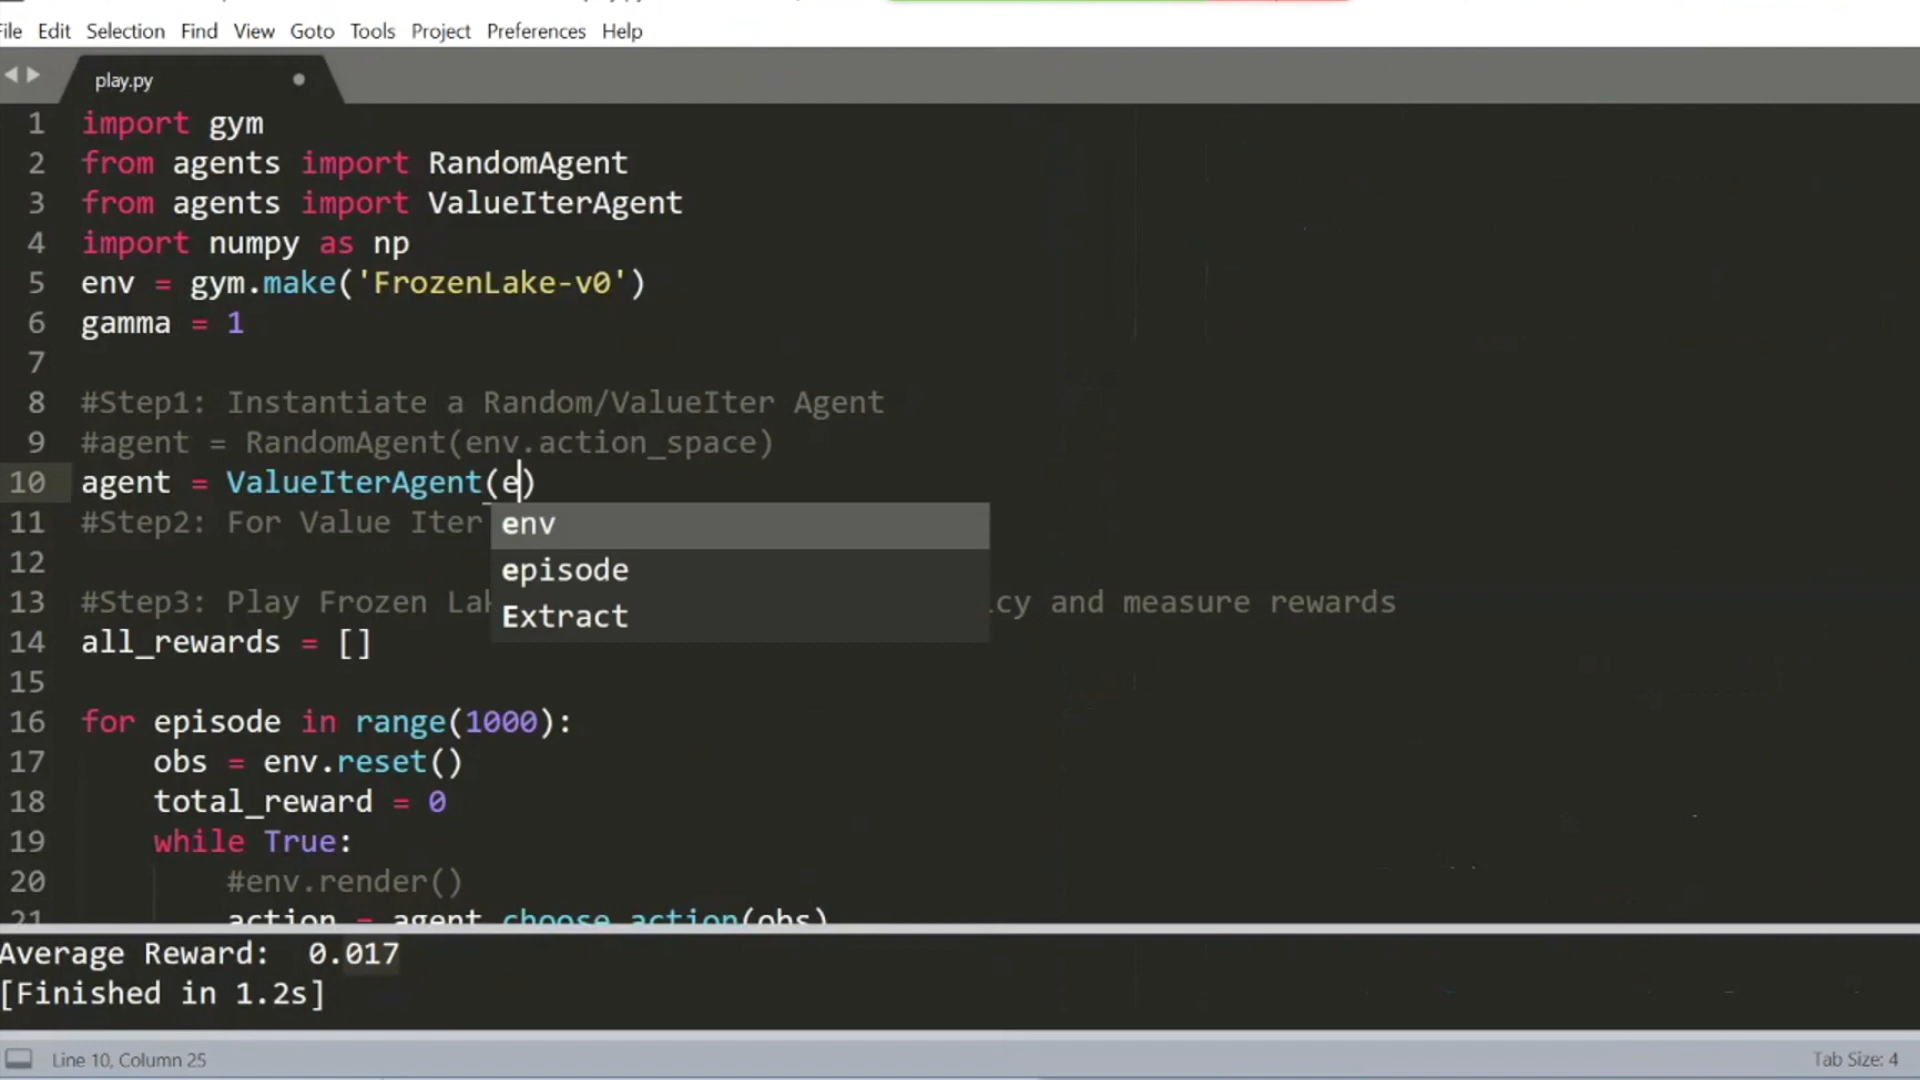 File Edit Selection Find View Goto Tools Project Preferences Help
play.py
1 import gym
2 from agents import RandomAgent
3 from agents import ValueIterAgent
4 import numpy as np
5 env = gym.make('FrozenLake-v0')
6 gamma = 1
7
8 #Step1: Instantiate a Random/ValueIter Agent
9 #agent = RandomAgent(env.action_space)
10 agent = ValueIterAgent(e)
env
11 #Step2: For Value Iter
episode
12
Extract
13 #Step3: Play Frozen and measure rewards
14 all_rewards = []
15
16 for episode in range(1000):
17 obs = env.reset()
18 total_reward = 0
19 while True:
20 #env.render()
21 action = agent.choose_action(obs)
Average Reward: 0.017
[Finished in 1.2s]
Line 10, Column 25
Tab Size: 4